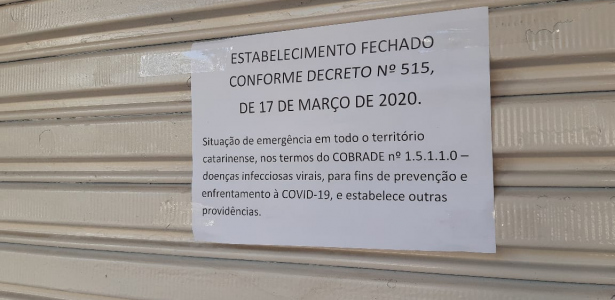 ESTABELECIMENTO FECHADO
CONFORME DECRETO Nº 515,
DE 17 DE MARÇO DE 2020.
Situação de emergência em todo o território
catarinense, nos termos do COBRADE nº 1.5.1.1.0 –
doenças infecciosas virais, para fins de prevenção e
enfrentamento à COVID-19, e estabelece outras
providências.